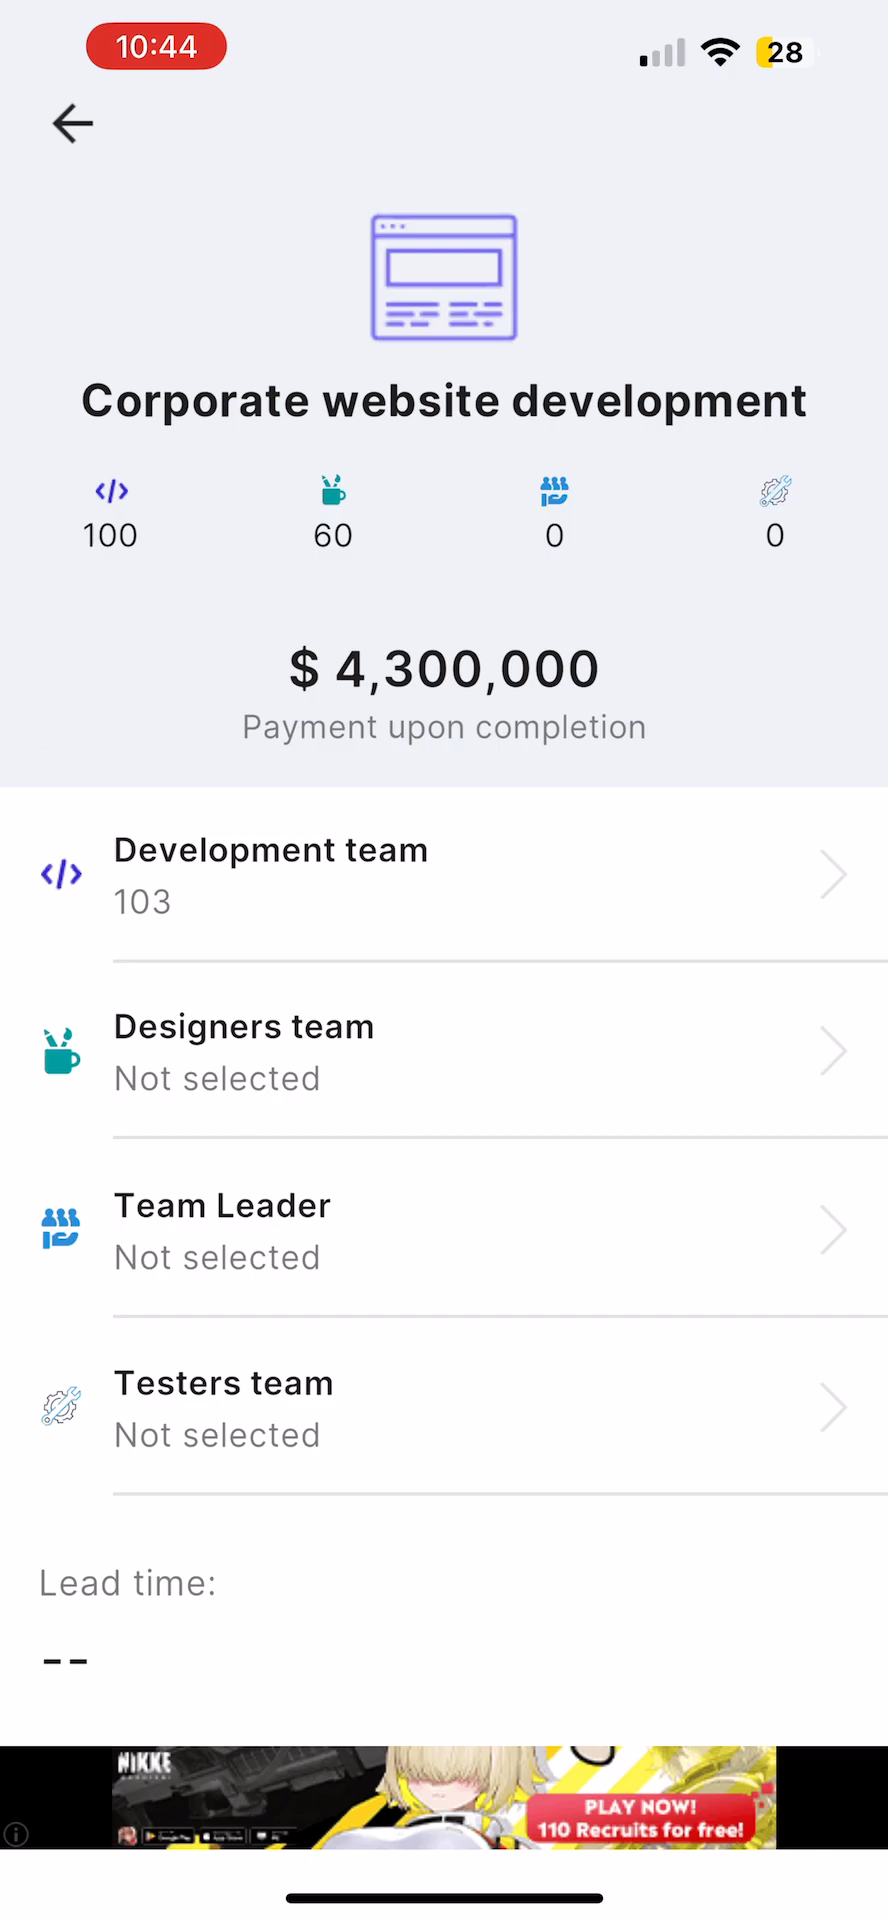 10:44
28
Corporate website development
100
60
0
0
$ 4,300,000
Payment upon completion
Development team
103
Designers team
Not selected
Team Leader
Not selected
Testers team
Not selected
Lead time:
--
NIKKE
PLAY NOW!
110 Recruits for free!